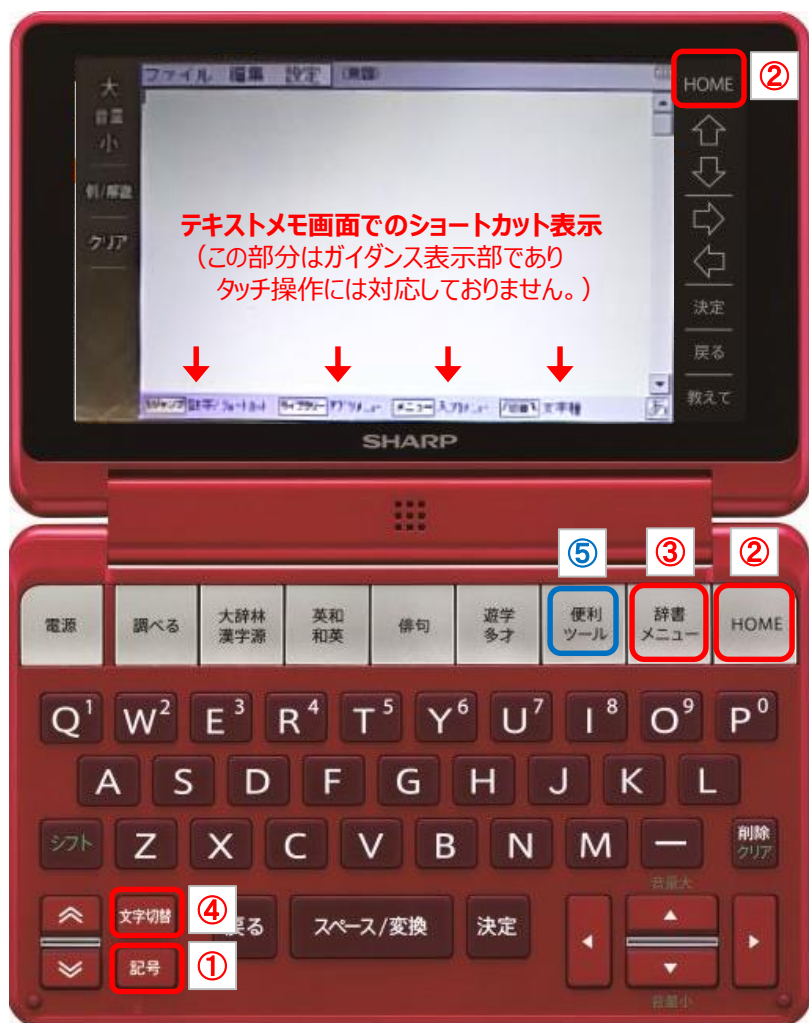 大
音量
小
例/解説
クリア
ファイル 編集 設定 (無題)
HOME ②
決定
戻る
教えて
テキストメモ画面でのショートカット表示
(この部分はガイダンス表示部であり
タッチ操作には対応しておりません。)
あ
SHARP
⑤ ③ ②
電源
調べる
大辞林
漢字源
英和
和英
俳句
遊学
多才
便利
ツール
辞書
メニュー
HOME
Q1 W2 E3 R4 T5 Y6 U7 I8 O9 P0
A S D F G H J K L
シフト Z X C V B N M ー 削除
クリア
音量大
文字切替 ④
記号 ①
戻る スペース/変換 決定
音量小